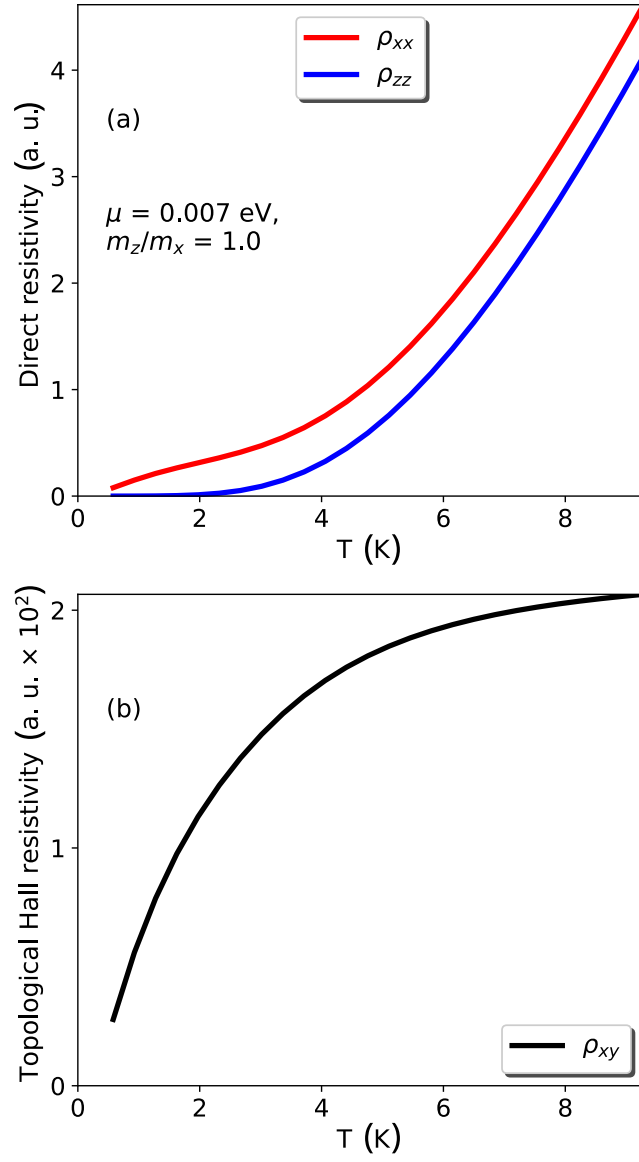 ρxx
ρzz
(a)
μ = 0.007 eV,
mz/mx = 1.0
Direct resistivity (a. u.)
4
3
2
1
0
0 2 4 6 8
T (K)
Topological Hall resistivity (a. u. × 10²)
2
(b)
1
0
ρxy
0 2 4 6 8
T (K)